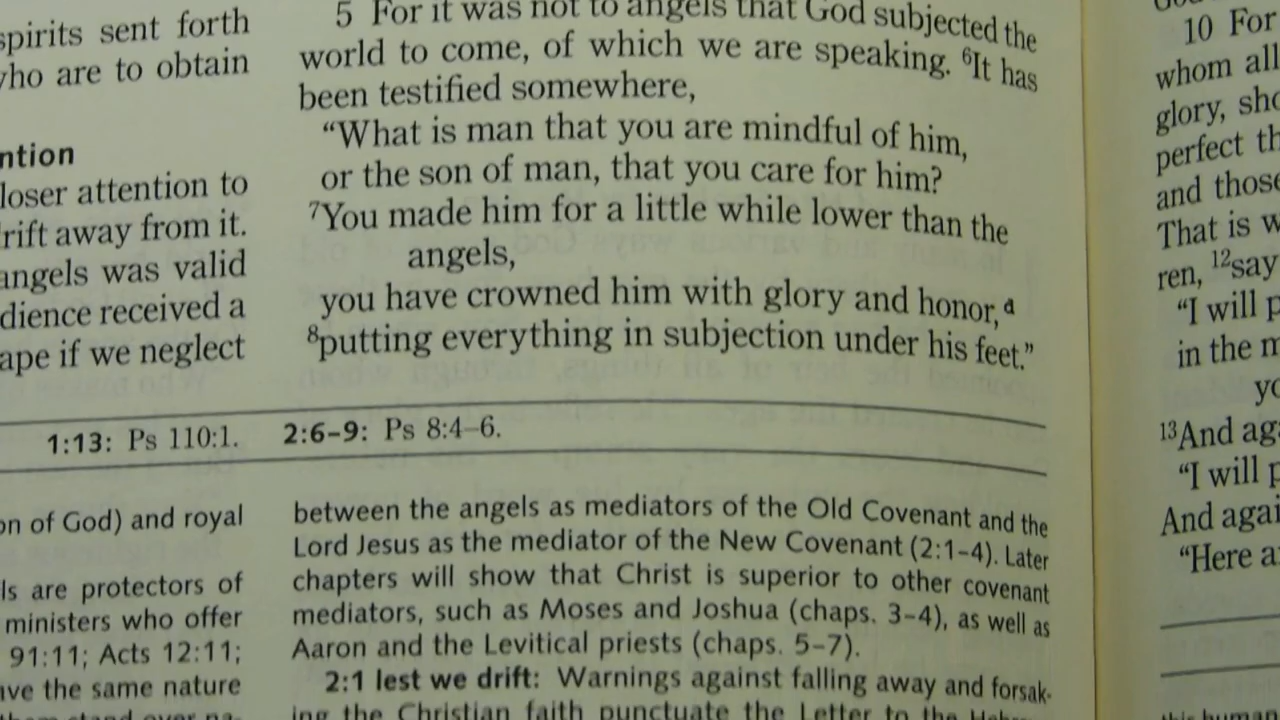 spirits sent forth
who are to obtain
ntion
loser attention to
rift away from it.
angels was valid
dience received a
ape if we neglect
5 For it was not to angels that God subjected the
world to come, of which we are speaking. ⁶It has
been testified somewhere,
“What is man that you are mindful of him,
or the son of man, that you care for him?
⁷You made him for a little while lower than the
angels,
you have crowned him with glory and honor,ᵃ
⁸putting everything in subjection under his feet.”
1:13: Ps 110:1. 2:6–9: Ps 8:4–6.
on of God) and royal
ls are protectors of
ministers who offer
91:11; Acts 12:11;
ave the same nature
between the angels as mediators of the Old Covenant and the
Lord Jesus as the mediator of the New Covenant (2:1–4). Later
chapters will show that Christ is superior to other covenant
mediators, such as Moses and Joshua (chaps. 3–4), as well as
Aaron and the Levitical priests (chaps. 5–7).
2:1 lest we drift: Warnings against falling away and forsak-
ing the Christian faith punctuate the Letter to the
10 For
whom all
glory, sho
perfect th
and those
That is w
ren, ¹²say
“I will p
in the m
yo
¹³And aga
“I will p
And agai
“Here a